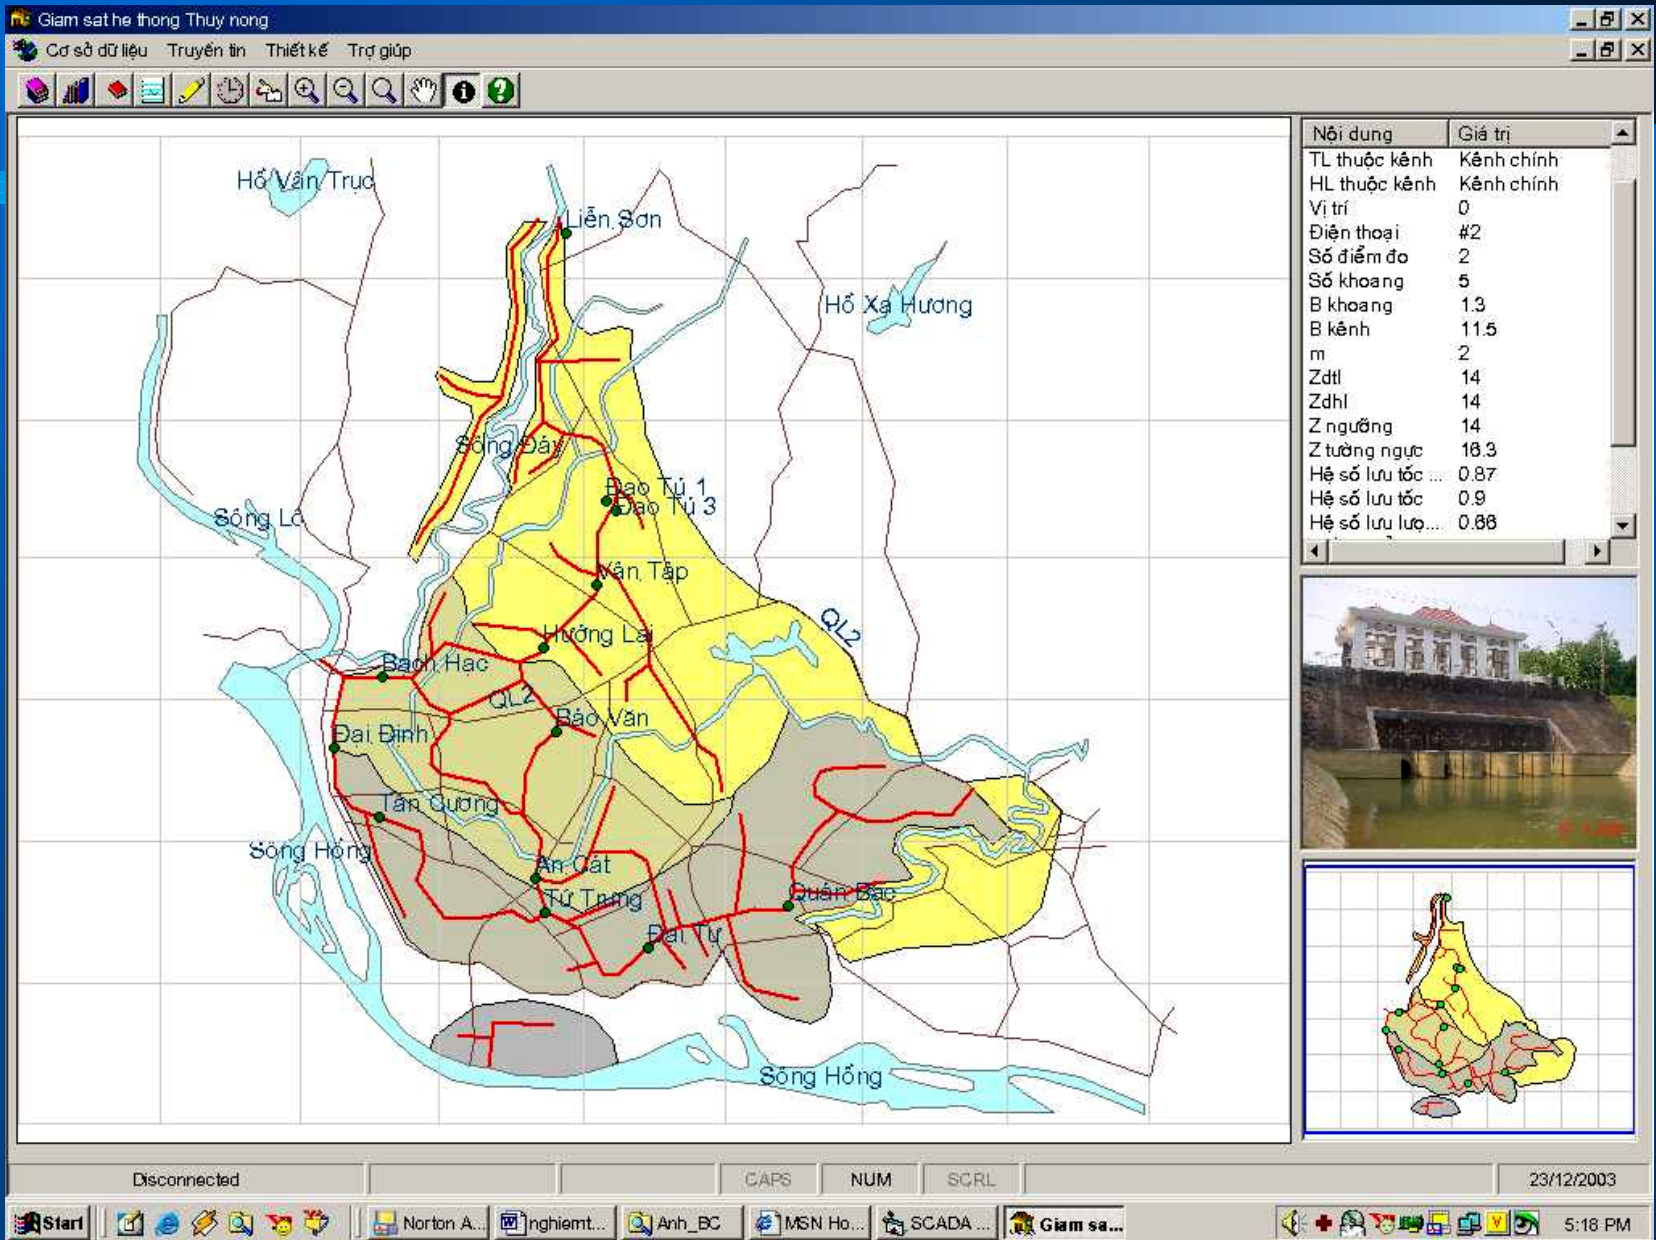 Giam sat he thong Thuy nong
Cơ sở dữ liệu Truyền tin Thiết kế Trợ giúp
Hồ Vân Trục
Liễn Sơn
Hồ Xạ Hương
Sông Đáy
Đạo Tú 1
Đạo Tú 3
Sông Lô
Vân Tập
QL2
Hướng Lại
Bạch Hạc
QL2
Bảo Văn
Đại Định
Tân Cương
Sông Hồng
An Cát
Tứ Trưng
Quán Bạc
Đại Tự
Sông Hồng
Nội dung Giá trị
TL thuộc kênh Kênh chính
HL thuộc kênh Kênh chính
Vị trí 0
Điện thoại #2
Số điểm đo 2
Số khoang 5
B khoang 1.3
B kênh 11.5
m 2
Zdtl 14
Zdhl 14
Z ngưỡng 14
Z tường ngực 16.3
Hệ số lưu tốc ... 0.87
Hệ số lưu tốc 0.9
Hệ số lưu lượ... 0.86
Disconnected CAPS NUM SCRL 23/12/2003
Start Norton A... nghiemt... Anh_BC MSN Ho... SCADA ... Giam sa... 5:18 PM